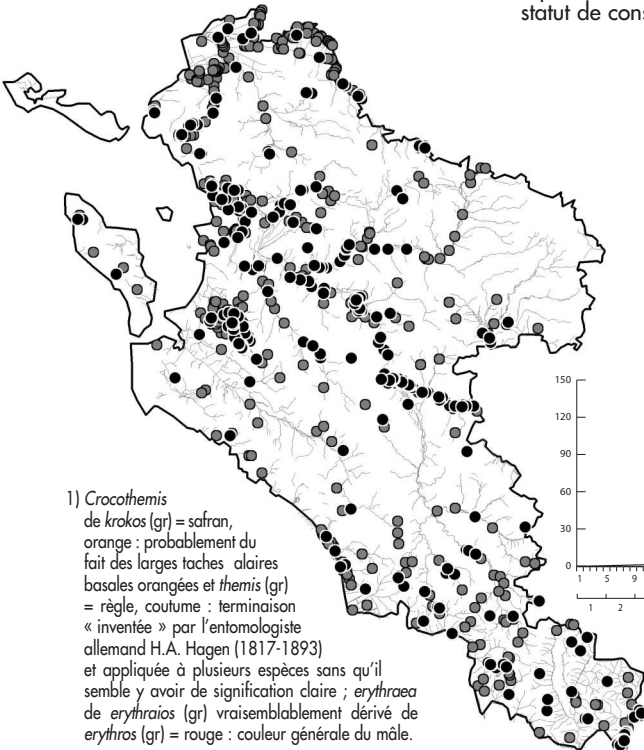 statut de cons
1) Crocothemis
de krokos (gr) = safran,
orange : probablement du
fait des larges taches alaires
basales orangées et themis (gr)
= règle, coutume : terminaison
« inventée » par l'entomologiste
allemand H.A. Hagen (1817-1893)
et appliquée à plusieurs espèces sans qu'il
semble y avoir de signification claire ; erythraea
de erythraios (gr) vraisemblablement dérivé de
erythros (gr) = rouge : couleur générale du mâle.
150
120
90
60
30
0
1 5 9
1 2